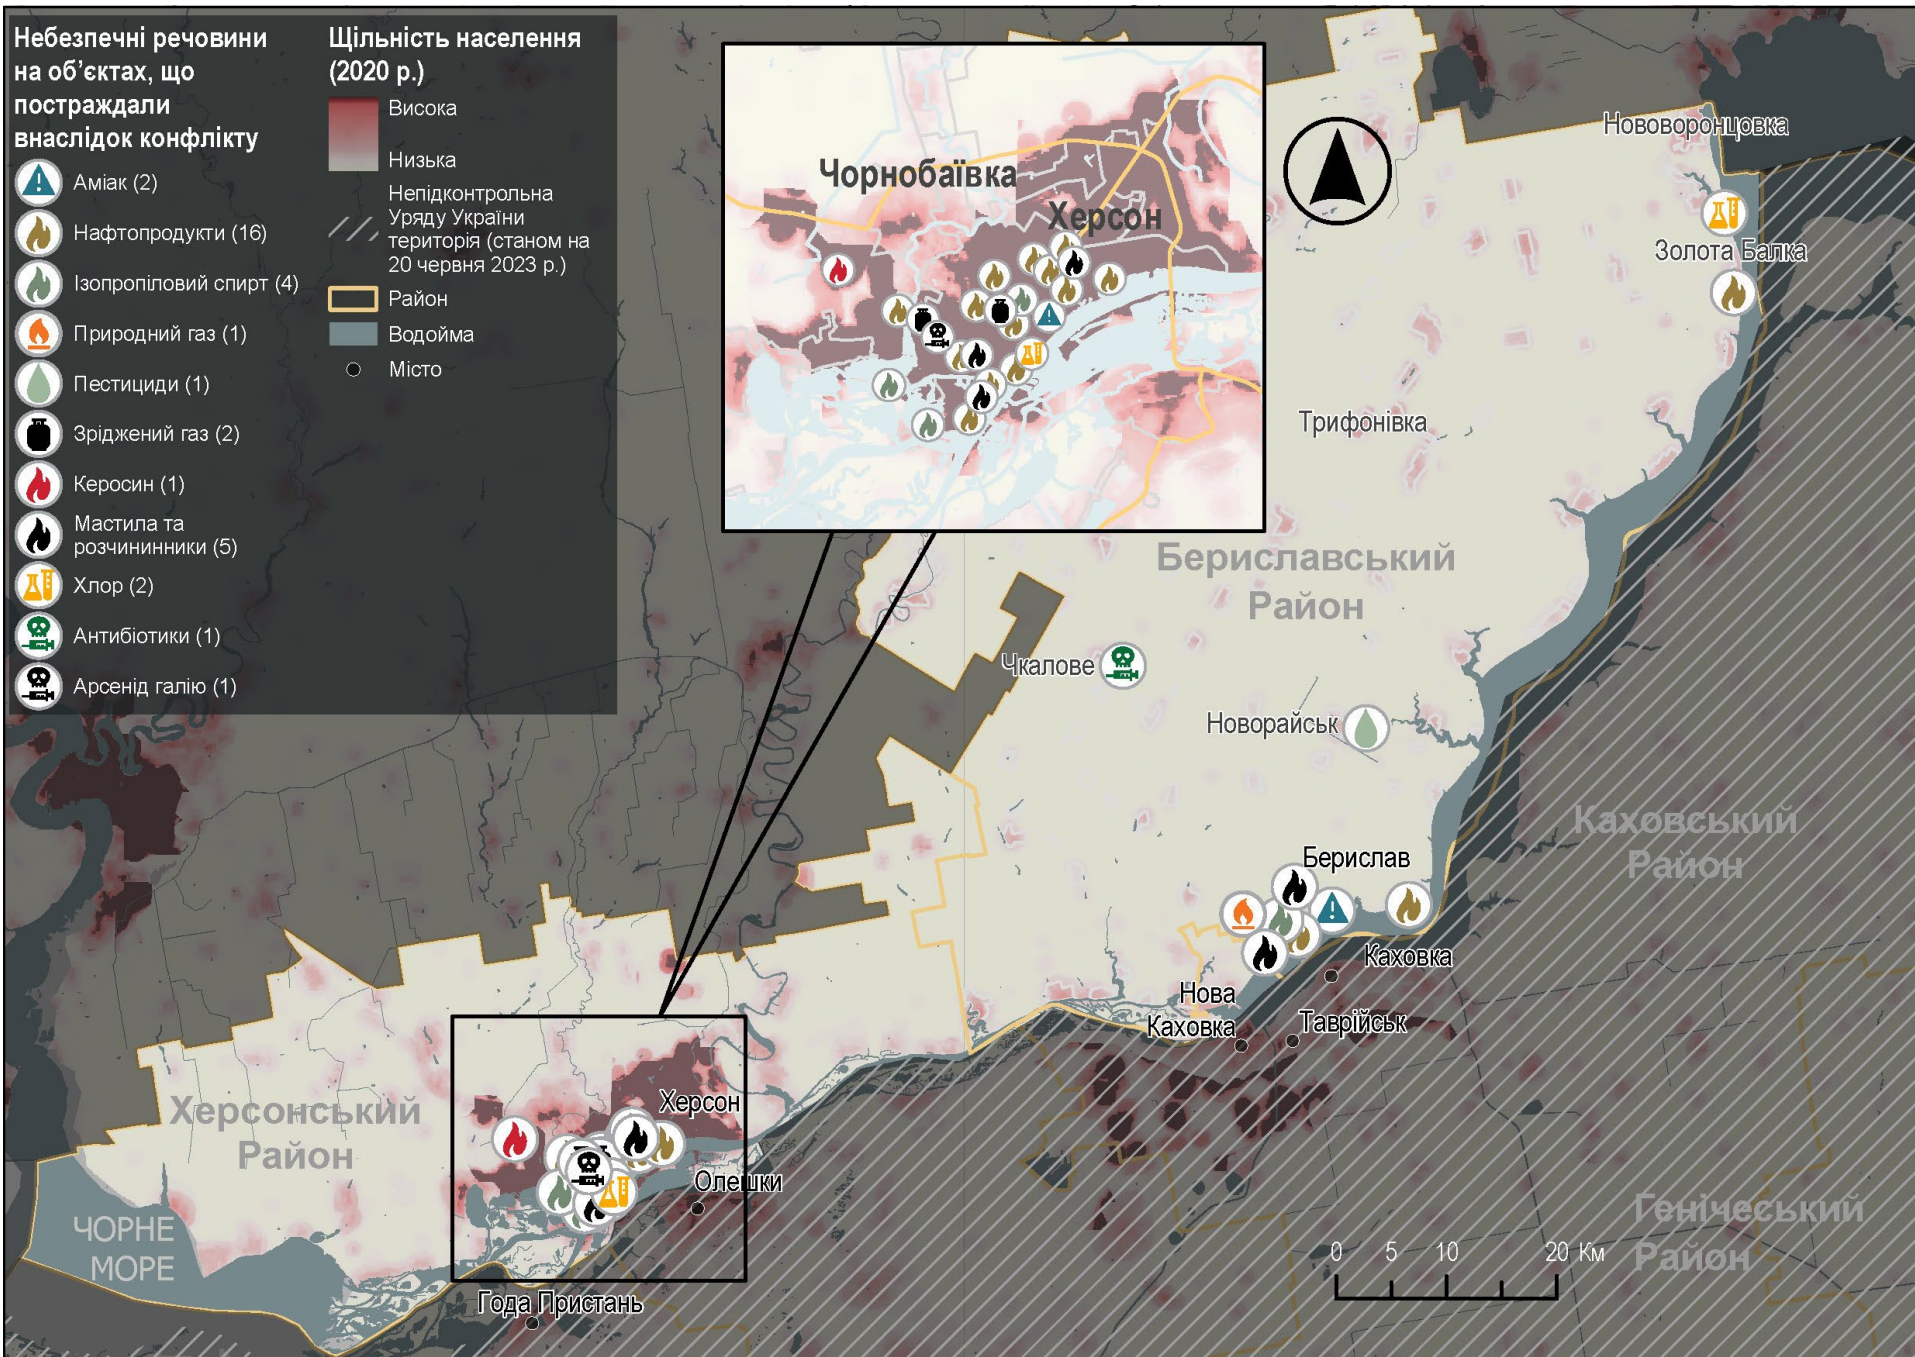 Небезпечні речовини
на об’єктах, що
постраждали
внаслідок конфлікту
Аміак (2)
Нафтопродукти (16)
Ізопропіловий спирт (4)
Природний газ (1)
Пестициди (1)
Зріджений газ (2)
Керосин (1)
Мастила та
розчининники (5)
Хлор (2)
Антибіотики (1)
Арсенід галію (1)
Щільність населення
(2020 р.)
Висока
Низька
Непідконтрольна
Уряду України
територія (станом на
20 червня 2023 р.)
Район
Водойма
Місто
Чорнобаївка
Херсон
Нововоронцовка
Золота Балка
Трифонівка
Бериславський
Район
Чкалове
Новорайськ
Каховський
Район
Берислав
Каховка
Нова
Каховка
Таврійськ
Херсонський
Район
Херсон
Олешки
ЧОРНЕ
МОРЕ
Года Пристань
Генічеський
Район
0 5 10 20 Км